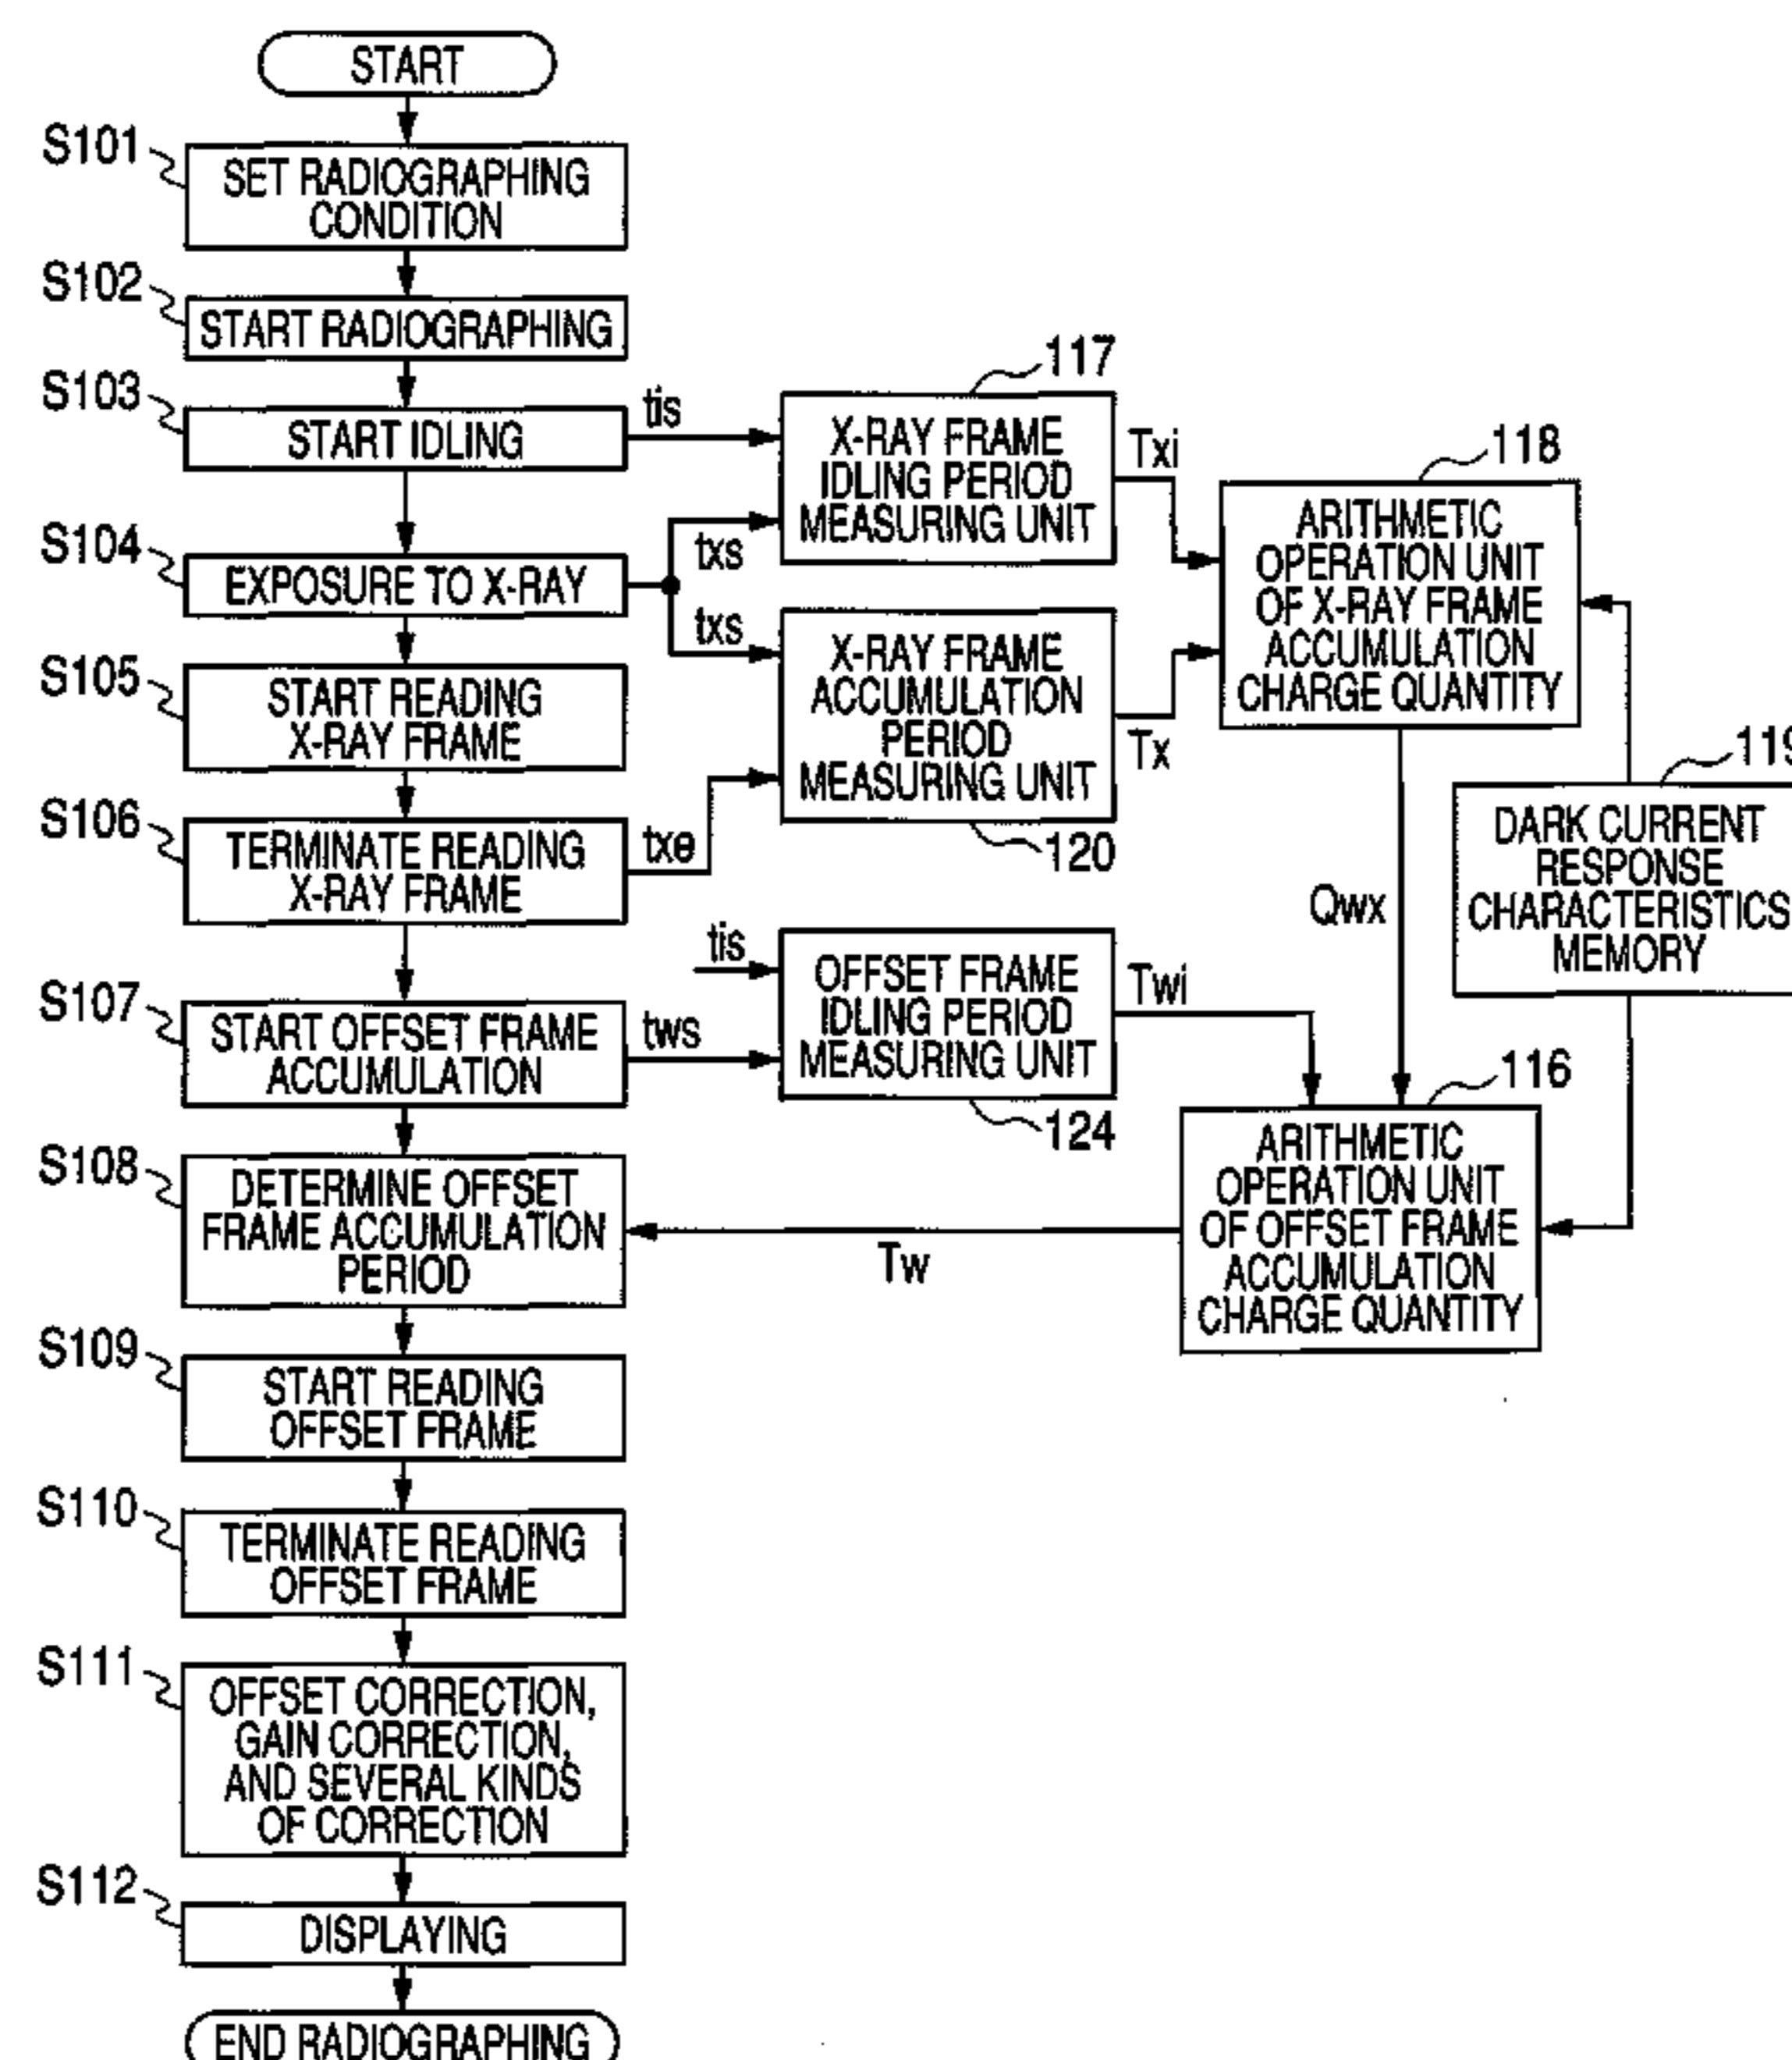 START
S101
SET RADIOGRAPHING
CONDITION
S102
START RADIOGRAPHING
S103
START IDLING
tis
117
X-RAY FRAME
IDLING PERIOD
MEASURING UNIT
Txi
118
ARITHMETIC
OPERATION UNIT
OF X-RAY FRAME
ACCUMULATION
CHARGE QUANTITY
S104
EXPOSURE TO X-RAY
txs
txs
X-RAY FRAME
ACCUMULATION
PERIOD
MEASURING UNIT
120
Tx
S105
START READING
X-RAY FRAME
S106
TERMINATE READING
X-RAY FRAME
txe
119
DARK CURRENT
RESPONSE
CHARACTERISTICS
MEMORY
Qwx
tis
OFFSET FRAME
IDLING PERIOD
MEASURING UNIT
124
Twi
S107
START OFFSET FRAME
ACCUMULATION
tws
116
ARITHMETIC
OPERATION UNIT
OF OFFSET FRAME
ACCUMULATION
CHARGE QUANTITY
S108
DETERMINE OFFSET
FRAME ACCUMULATION
PERIOD
Tw
S109
START READING
OFFSET FRAME
S110
TERMINATE READING
OFFSET FRAME
S111
OFFSET CORRECTION,
GAIN CORRECTION,
AND SEVERAL KINDS
OF CORRECTION
S112
DISPLAYING
END RADIOGRAPHING